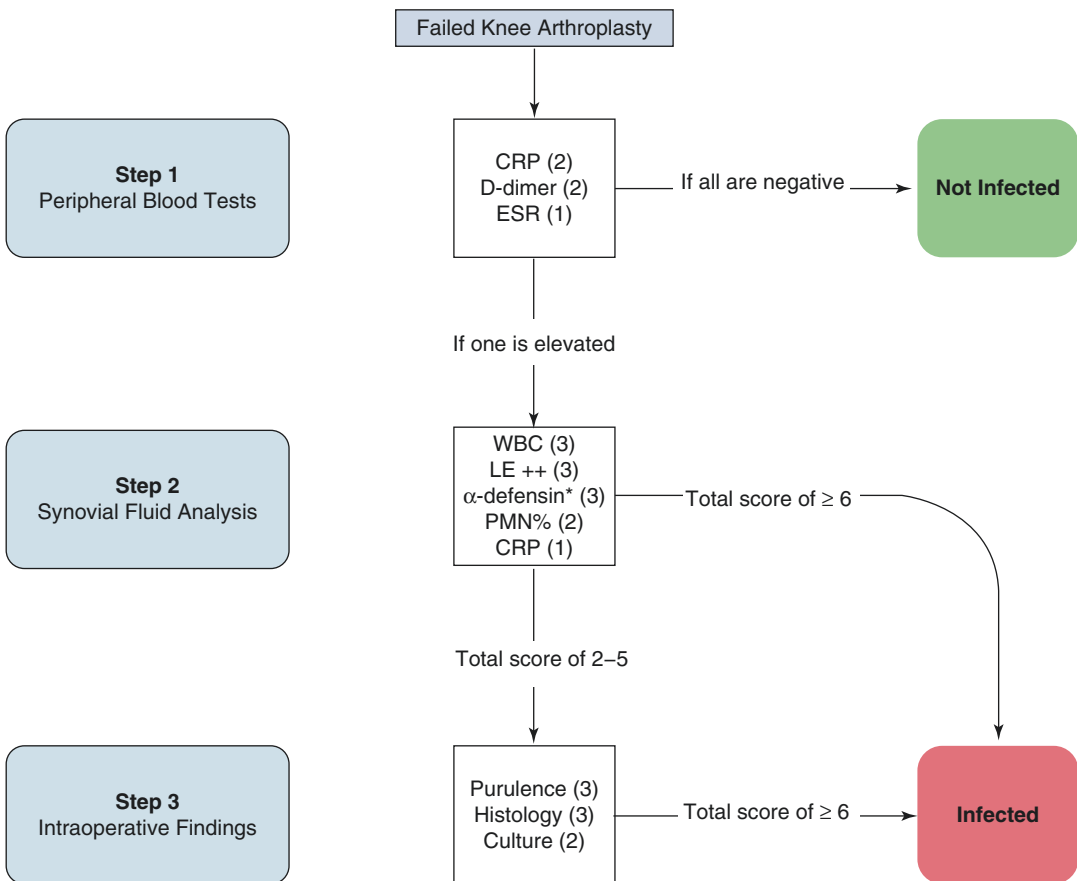 Failed Knee Arthroplasty
Step 1
Peripheral Blood Tests
CRP (2)
D-dimer (2)
ESR (1)
If all are negative
Not Infected
If one is elevated
Step 2
Synovial Fluid Analysis
WBC (3)
LE ++ (3)
α-defensin* (3)
PMN% (2)
CRP (1)
Total score of ≥ 6
Total score of 2–5
Step 3
Intraoperative Findings
Purulence (3)
Histology (3)
Culture (2)
Total score of ≥ 6
Infected